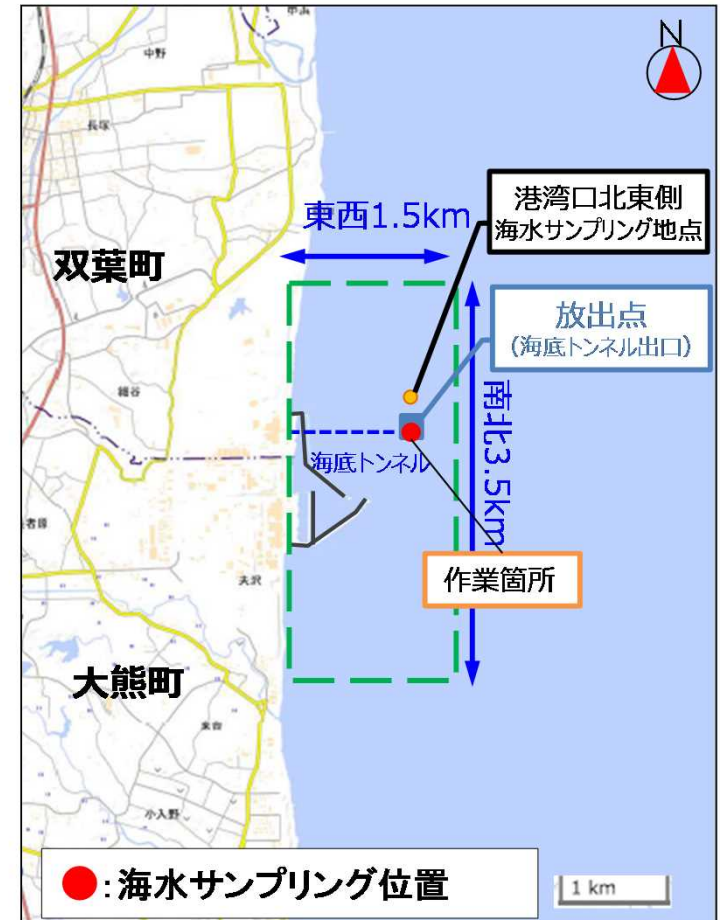 中浜
中野
N
長塚
港湾口北東側
海水サンプリング地点
東西1.5km
双葉町
放出点
(海底トンネル出口)
細谷
南北3.5km
海底トンネル
夫沢
作業箇所
大熊町
小入野
●:海水サンプリング位置
1 km